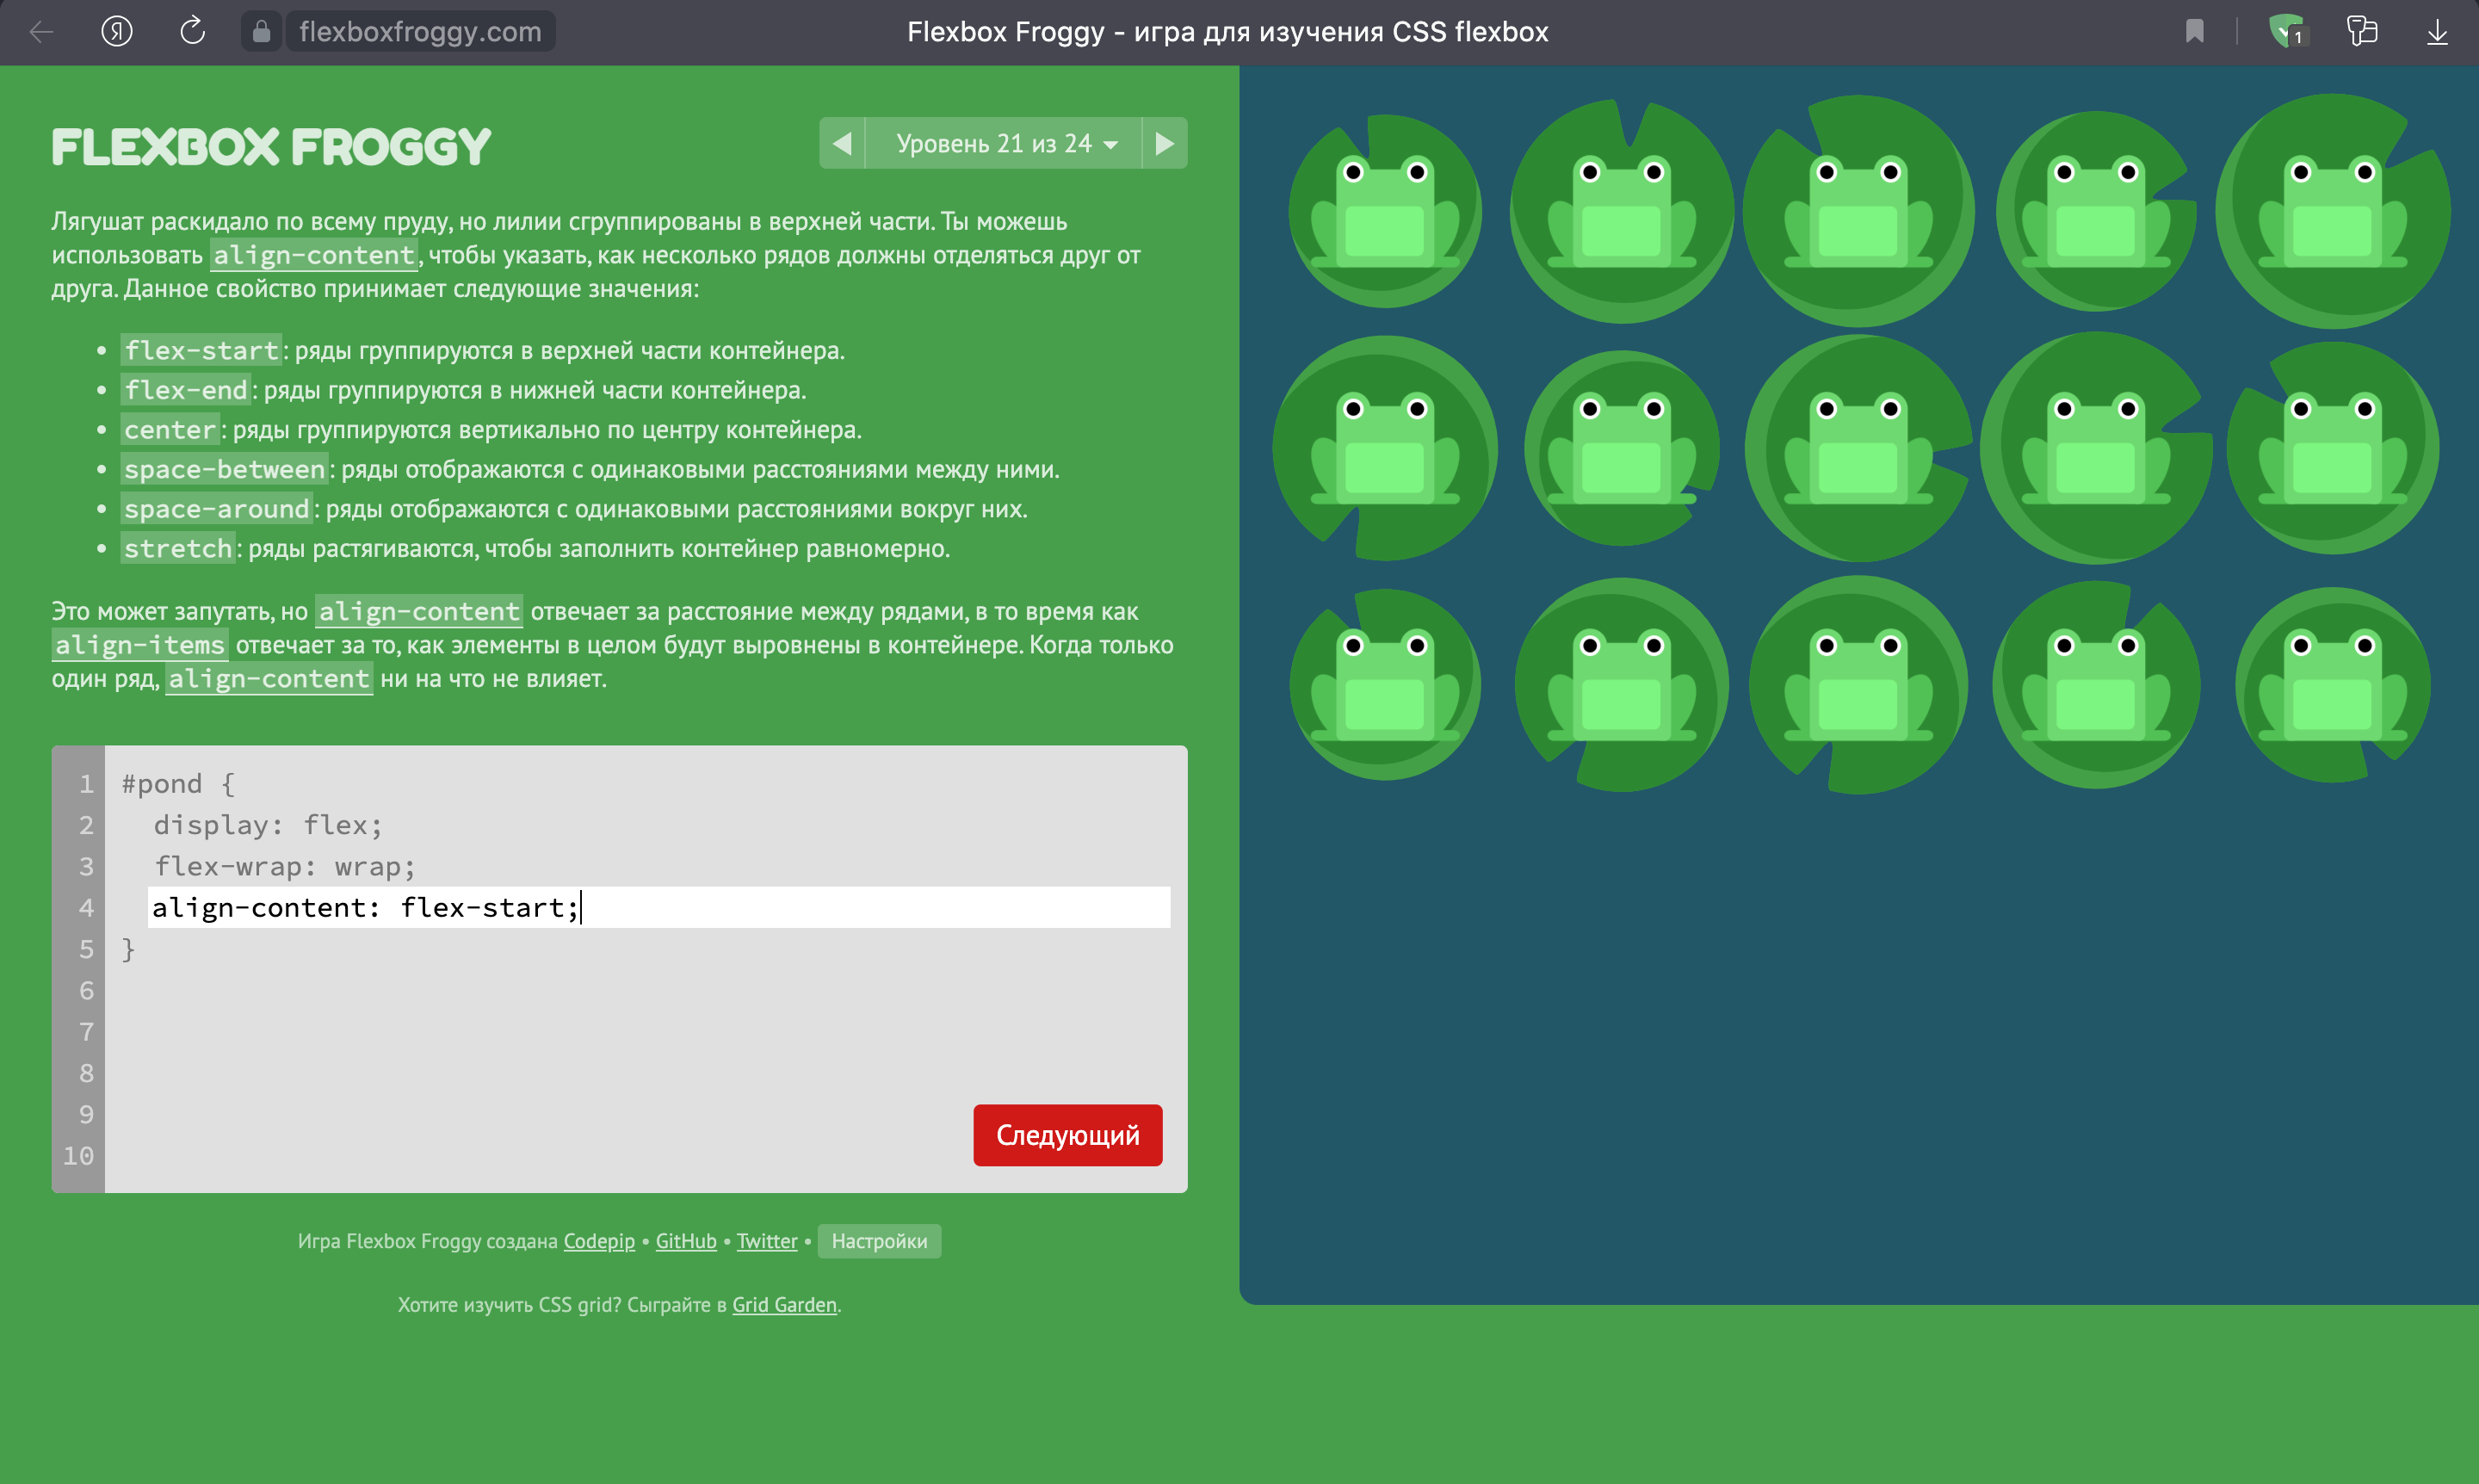 flexboxfroggy.com
Flexbox Froggy - игра для изучения CSS flexbox
1
FLEXBOX FROGGY
Уровень 21 из 24
Лягушат раскидало по всему пруду, но лилии сгруппированы в верхней части. Ты можешь
использовать align-content, чтобы указать, как несколько рядов должны отделяться друг от
друга. Данное свойство принимает следующие значения:
• flex-start: ряды группируются в верхней части контейнера.
• flex-end: ряды группируются в нижней части контейнера.
• center: ряды группируются вертикально по центру контейнера.
• space-between: ряды отображаются с одинаковыми расстояниями между ними.
• space-around: ряды отображаются с одинаковыми расстояниями вокруг них.
• stretch: ряды растягиваются, чтобы заполнить контейнер равномерно.
Это может запутать, но align-content отвечает за расстояние между рядами, в то время как
align-items отвечает за то, как элементы в целом будут выровнены в контейнере. Когда только
один ряд, align-content ни на что не влияет.
1 #pond {
2 display: flex;
3 flex-wrap: wrap;
4 align-content: flex-start;
5 }
6
7
8
9
10
Следующий
Игра Flexbox Froggy создана Codepip • GitHub • Twitter • Настройки
Хотите изучить CSS grid? Сыграйте в Grid Garden.